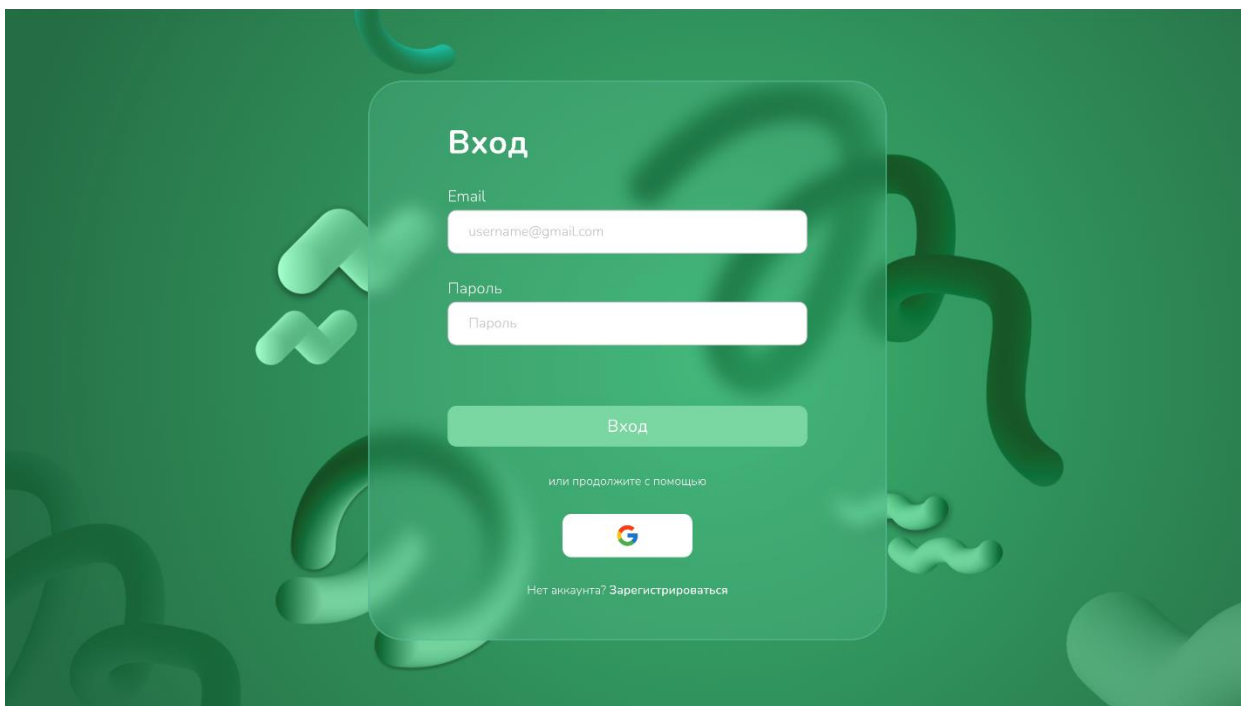 Вход
Email
username@gmail.com
Пароль
Пароль
Вход
или продолжите с помощью
Нет аккаунта? Зарегистрироваться